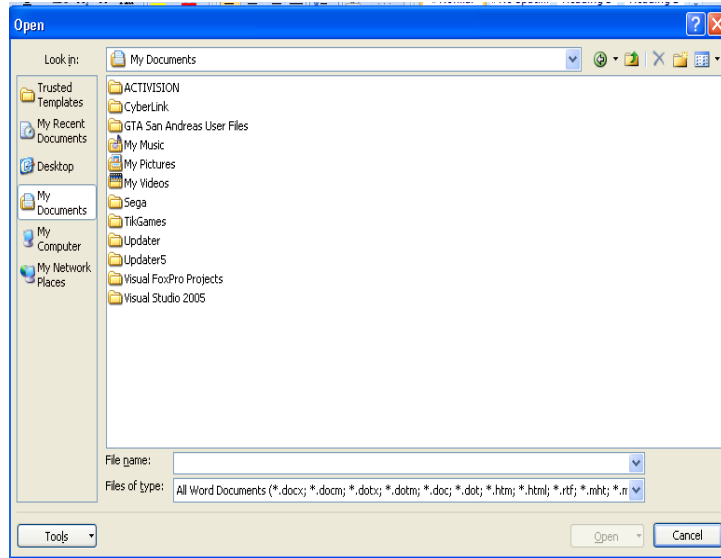 Open
Look in:
My Documents
Trusted
Templates
My Recent
Documents
Desktop
My
Documents
My
Computer
My Network
Places
ACTIVISION
CyberLink
GTA San Andreas User Files
My Music
My Pictures
My Videos
Sega
TikGames
Updater
Updater5
Visual FoxPro Projects
Visual Studio 2005
File name:
Files of type:
All Word Documents (*.docx; *.docm; *.dotx; *.dotm; *.doc; *.dot; *.htm; *.html; *.rtf; *.mht; *.m
Tools
Open
Cancel